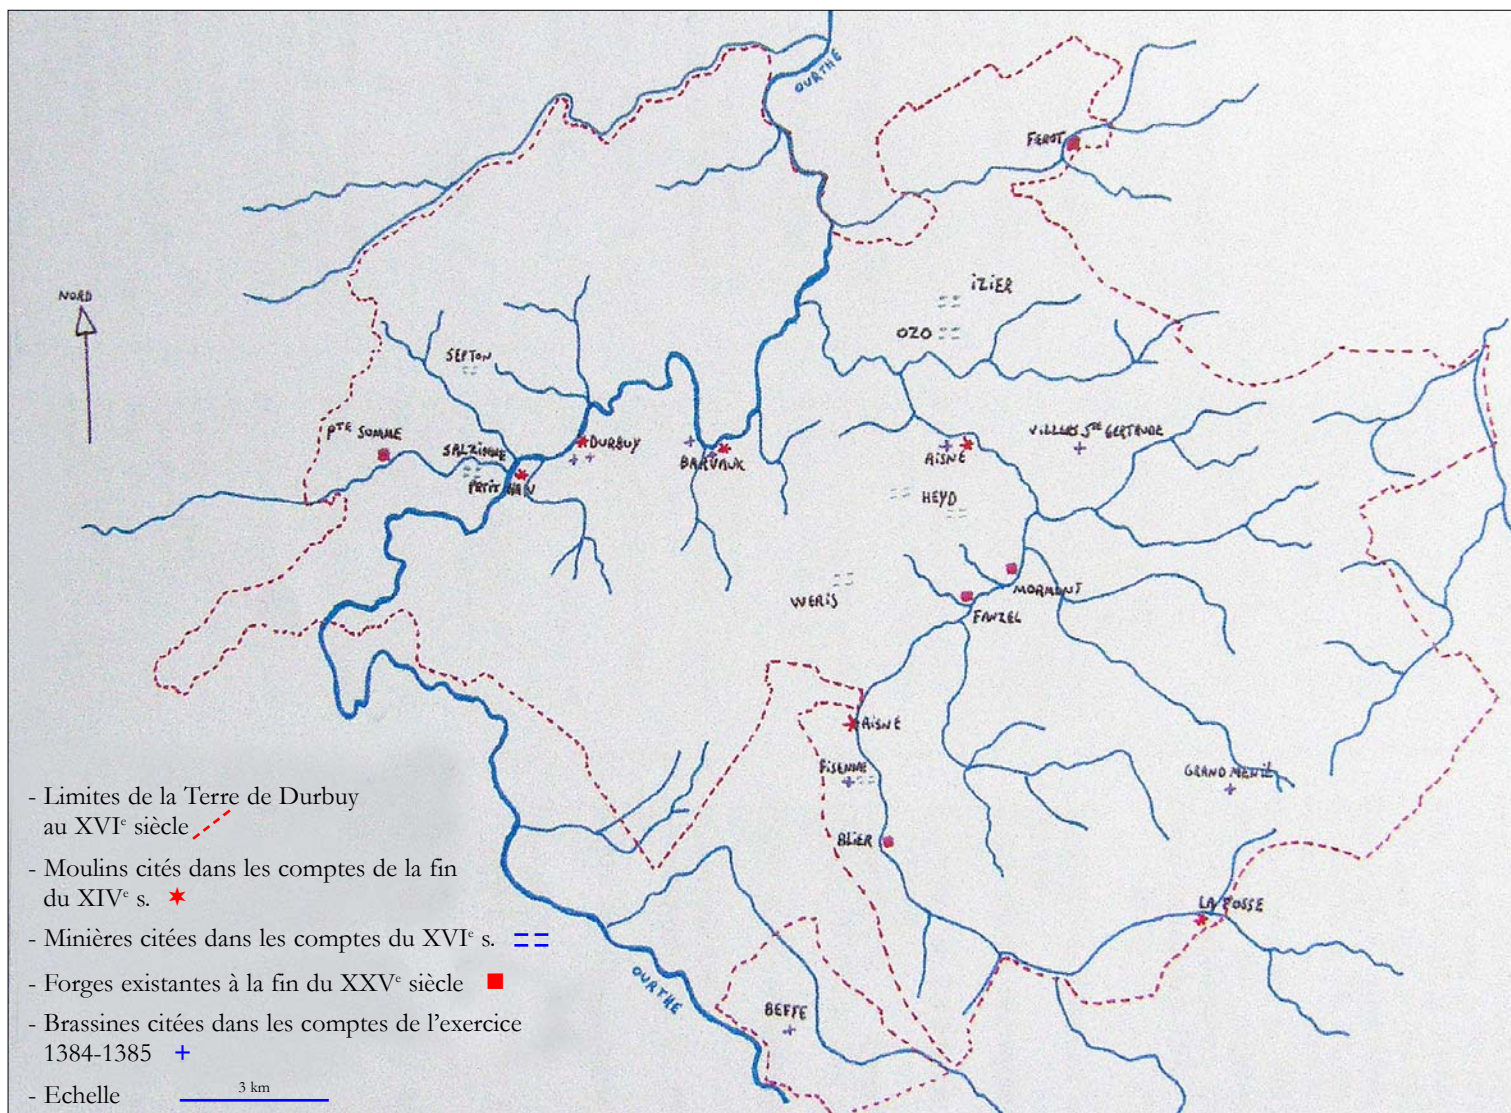 OURTHE
FEROT
NORD
iZiER
OZO
SEPTON
PTE SOMME
SALZINNE
DURBUY
BARVAUX
AiSNE
VILLERS STE GERTRUDE
PETIT HAN
HEYD
WERiS
MORMONT
FANZEL
AiSNE
FISENNE
GRAND MENIL
BLiER
LA FOSSE
OURTHE
BEFFE
- Limites de la Terre de Durbuy
au XVIe siècle
- Moulins cités dans les comptes de la fin
du XIVe s.
- Minières citées dans les comptes du XVIe s.
- Forges existantes à la fin du XXVe siècle
- Brassines citées dans les comptes de l'exercice
1384-1385
- Echelle
3 km